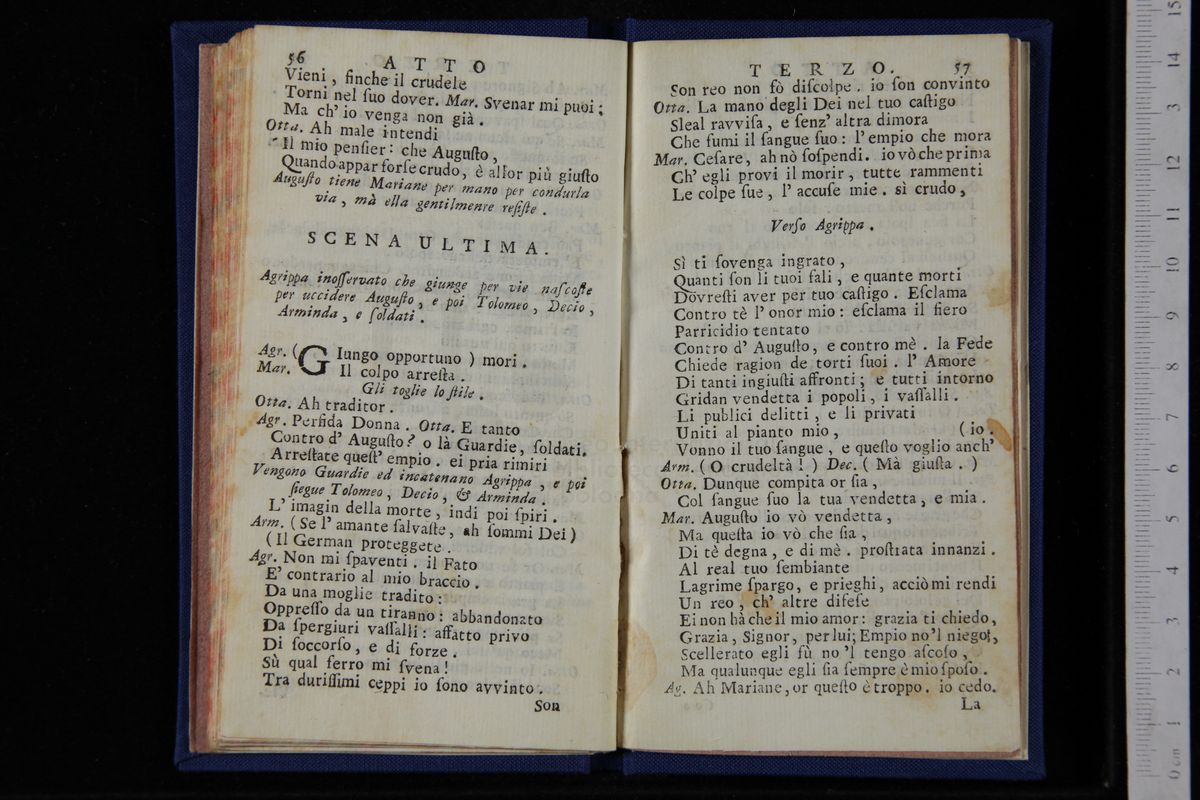 56 ATTO
Vieni , finche il crudele
Torni nel ſuo dover. Mar. Svenar mi puoi ;
Ma ch' io venga non già .
Otta. Ah male intendi
Il mio penſier : che Auguſto ,
Quando appar forſe crudo , è allor più giuſto
Auguſto tiene Mariane per mano per condurla
via , mà ella gentilmente reſiſte .
SCENA ULTIMA.
Agrippa inoſſervato che giunge per vie naſcoſte
per uccidere Auguſto , e poi Tolomeo , Decio ,
Arminda , e ſoldati .
Agr. ( GIungo opportuno ) mori .
Mar. Il colpo arreſta .
Gli toglie lo ſtile .
Otta. Ah traditor .
Agr. Perfida Donna . Otta. E tanto
Contro d' Auguſto ? o là Guardie , ſoldati.
Arreſtate queſt' empio . ei pria rimiri
Vengono Guardie ed incatenano Agrippa , e poi
ſiegue Tolomeo , Decio , & Arminda .
L' imagin della morte , indi poi ſpiri .
Arm. ( Se l' amante ſalvaſte , ah ſommi Dei )
( Il German proteggete .
Agr. Non mi ſpaventi . il Fato
E' contrario al mio braccio .
Da una moglie tradito :
Oppreſſo da un tiranno : abbandonato
Da ſpergiuri vaſſalli : affatto privo
Di ſoccorſo , e di forze .
Sù qual ferro mi ſvena !
Tra duriſſimi ceppi io ſono avvinto .
Son
TERZO. 57
Son reo non fò diſcolpe . io ſon convinto
Otta. La mano degli Dei nel tuo caſtigo
Sleal ravviſa , e ſenz' altra dimora
Che fumi il ſangue ſuo : l' empio che mora
Mar. Ceſare , ah nò ſoſpendi . io vò che prima
Ch' egli provi il morir , tutte rammenti
Le colpe ſue , l' accuſe mie . sì crudo ,
Verſo Agrippa .
Sì ti ſovenga ingrato ,
Quanti ſon li tuoi fali , e quante morti
Dovreſti aver per tuo caſtigo . Eſclama
Contro tè l' onor mio : eſclama il fiero
Parricidio tentato
Contro d' Auguſto , e contro mè . la Fede
Chiede ragion de torti ſuoi . l' Amore
Di tanti ingiuſti affronti ; e tutti intorno
Gridan vendetta i popoli , i vaſſalli .
Li publici delitti , e li privati
Uniti al pianto mio , ( io .
Vonno il tuo ſangue , e queſto voglio anch'
Arm. ( O crudeltà ! ) Dec. ( Mà giuſta . )
Otta. Dunque compita or ſia ,
Col ſangue ſuo la tua vendetta , e mia .
Mar. Auguſto io vò vendetta ,
Ma queſta io vò che ſia ,
Di tè degna , e di mè . proſtrata innanzi .
Al real tuo ſembiante
Lagrime ſpargo , e prieghi , acciò mi rendi
Un reo , ch' altre difeſe
Ei non hà che il mio amor : grazia ti chiedo ,
Grazia , Signor , per lui ; Empio no'l niego ,
Scellerato egli fù no 'l tengo aſcoſo ,
Ma qualunque egli ſia ſempre è mio ſpoſo .
Ag. Ah Mariane , or queſto è troppo . io cedo.
La